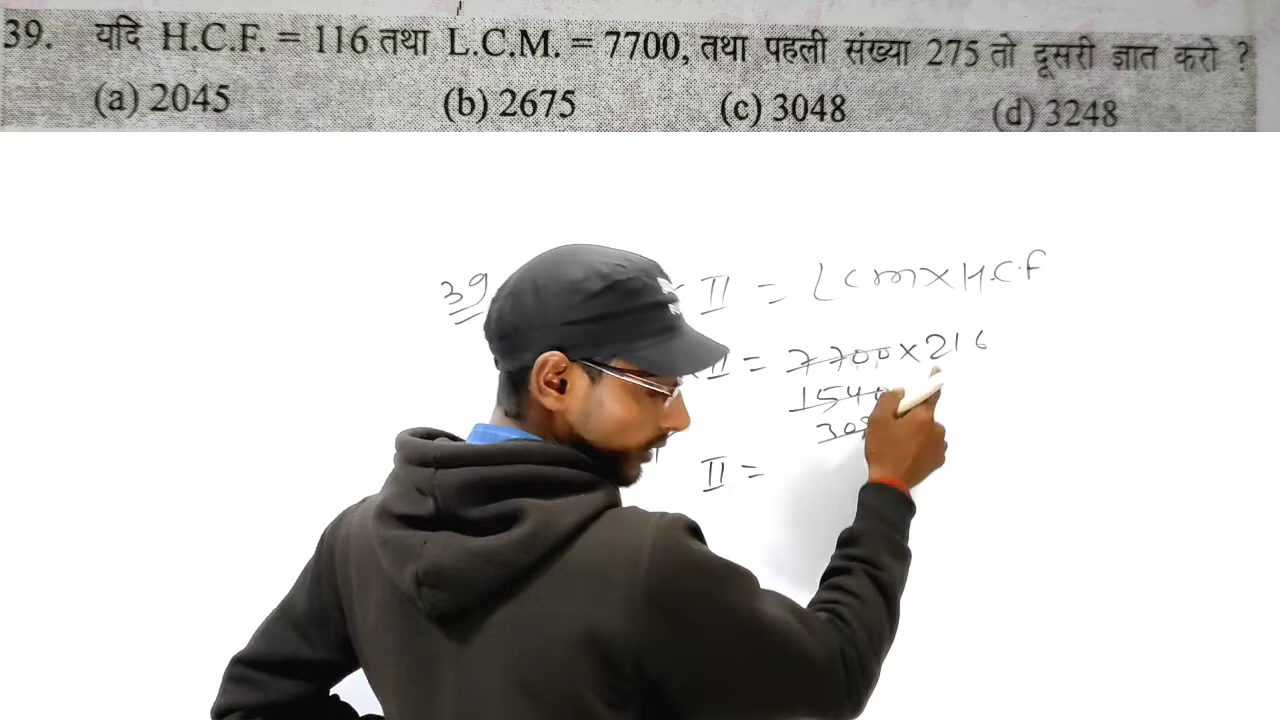 39. यदि H.C.F. = 116 तथा L.C.M. = 7700, तथा पहली संख्या 275 तो दूसरी ज्ञात करो ?
(a) 2045 (b) 2675 (c) 3048 (d) 3248
39 II = LCM×H.C.F
II = 7700×216
1540
308
II =